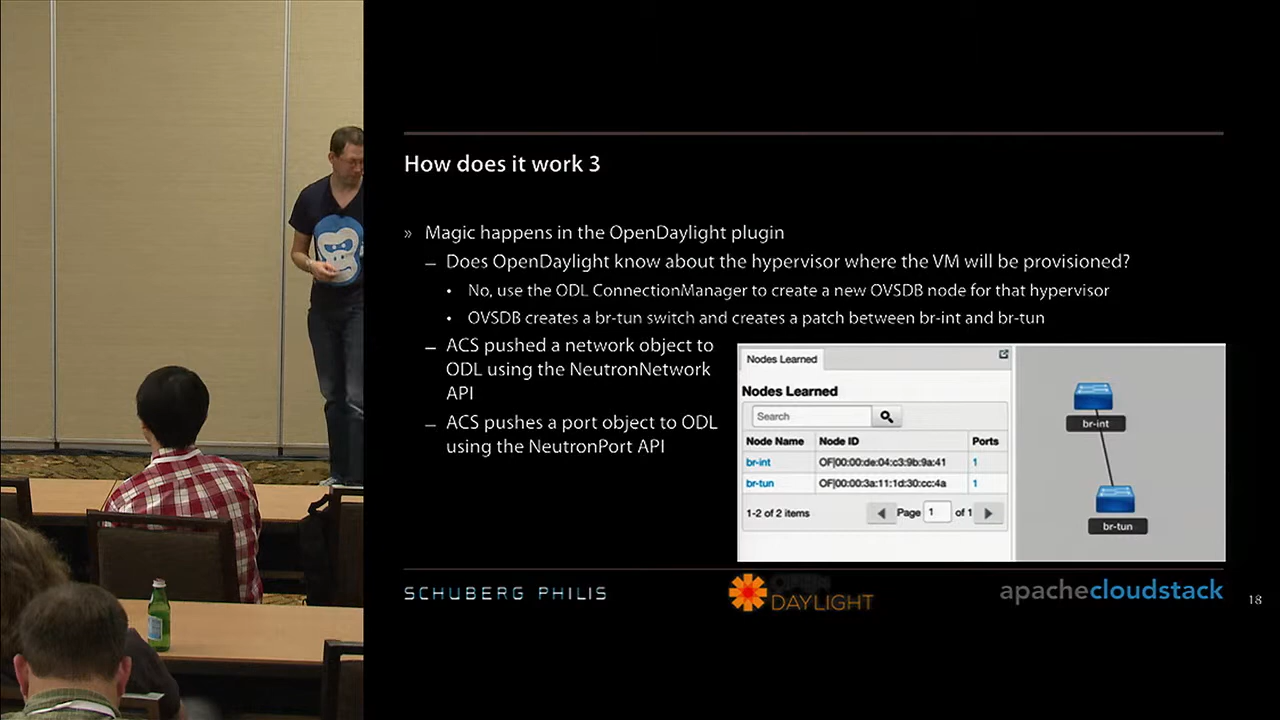 How does it work 3
» Magic happens in the OpenDaylight plugin
– Does OpenDaylight know about the hypervisor where the VM will be provisioned?
• No, use the ODL ConnectionManager to create a new OVSDB node for that hypervisor
• OVSDB creates a br-tun switch and creates a patch between br-int and br-tun
– ACS pushed a network object to
ODL using the NeutronNetwork
API
– ACS pushes a port object to ODL
using the NeutronPort API
Nodes Learned
Nodes Learned
Search
Node Name Node ID Ports
br-int OF|00:00:de:04:c3:9b:9a:41 1
br-tun OF|00:00:3a:11:1d:30:cc:4a 1
1-2 of 2 items Page 1 of 1
br-int
br-tun
SCHUBERG PHILIS
OPEN
DAYLIGHT
apachecloudstack
18